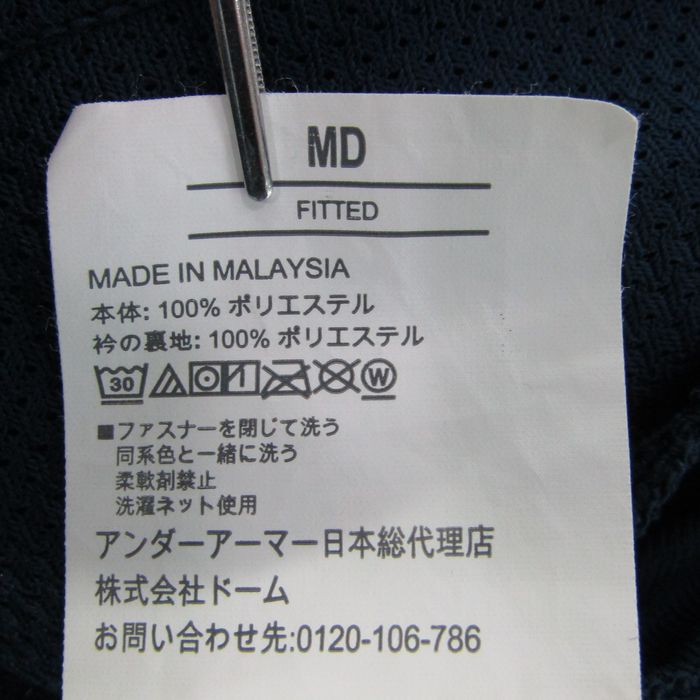 MD
FITTED
MADE IN MALAYSIA
本体: 100% ポリエステル
衿の裏地: 100% ポリエステル
30 W
■ファスナーを閉じて洗う
同系色と一緒に洗う
柔軟剤禁止
洗濯ネット使用
アンダーアーマー日本総代理店
株式会社ドーム
お問い合わせ先:0120-106-786